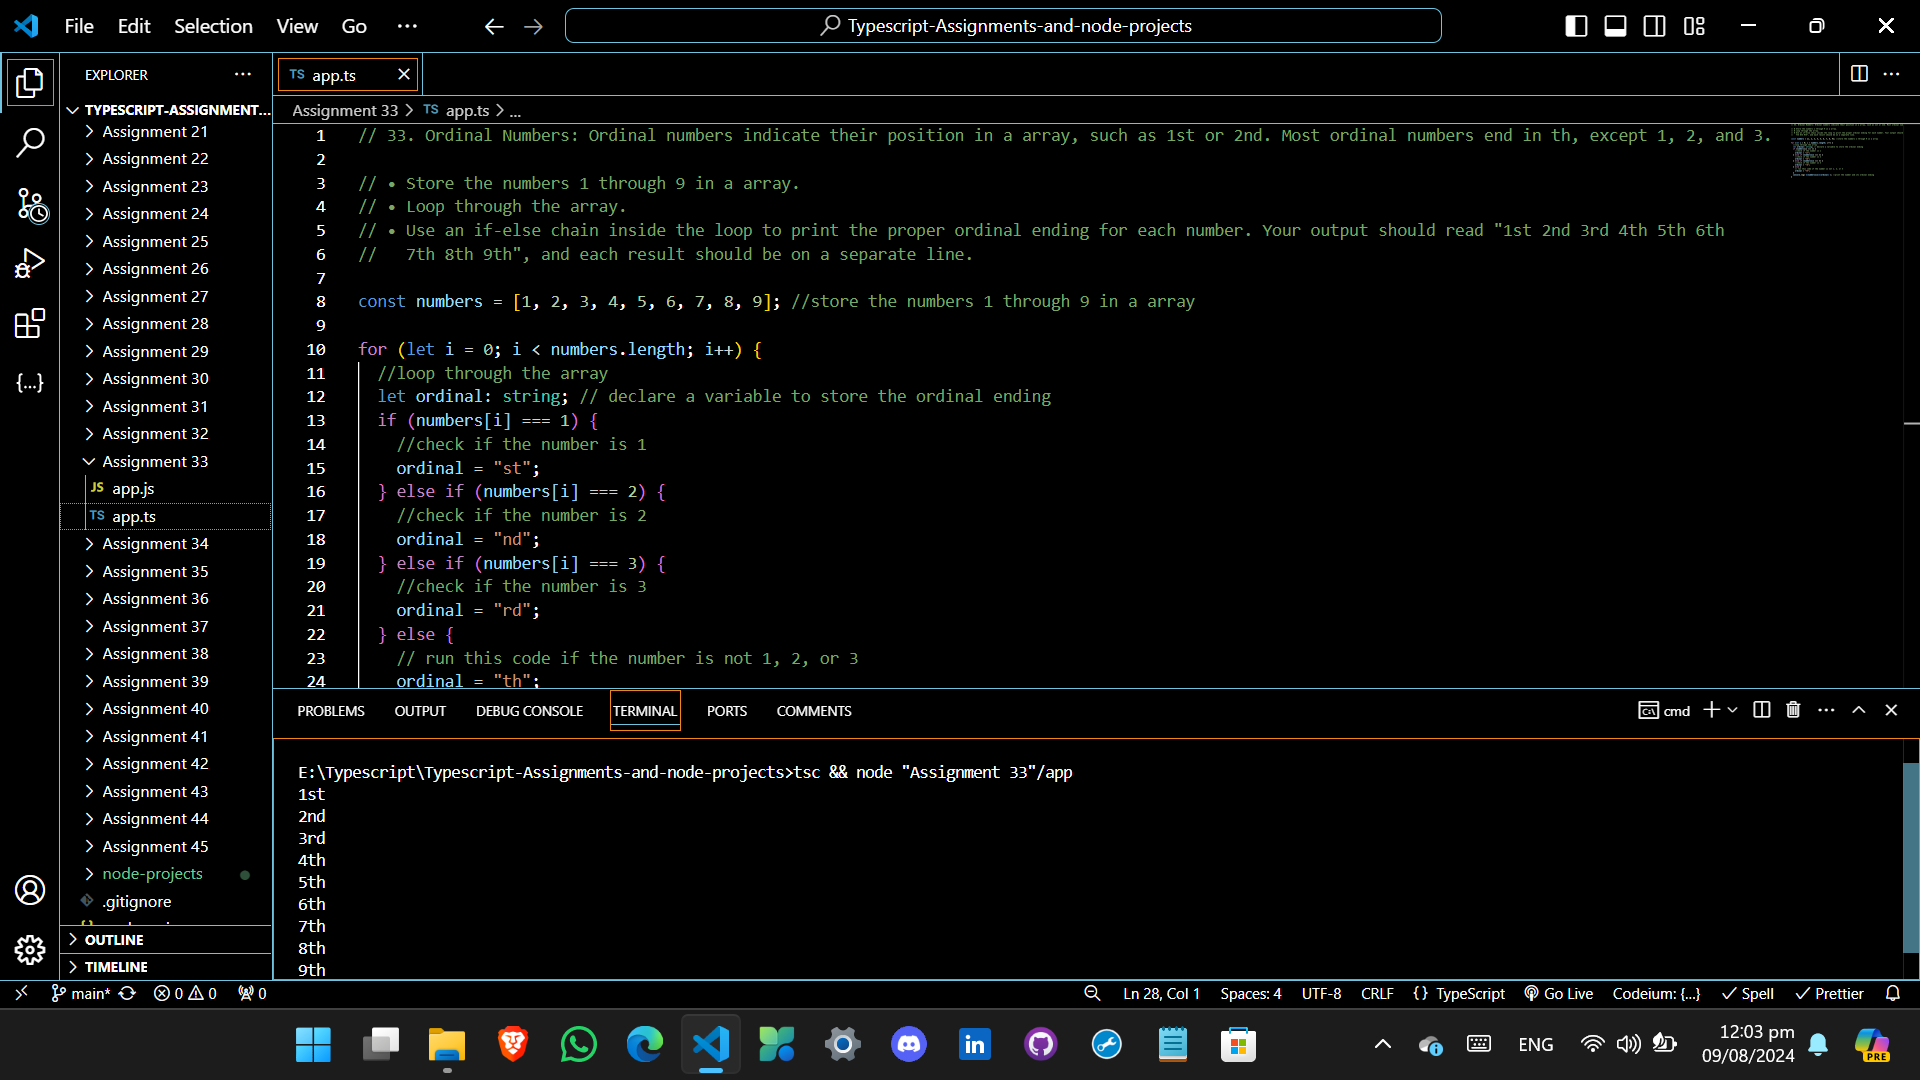 File Edit Selection View Go ...
Typescript-Assignments-and-node-projects
EXPLORER ...
TYPESCRIPT-ASSIGNMENT...
Assignment 21
Assignment 22
Assignment 23
Assignment 24
Assignment 25
Assignment 26
Assignment 27
Assignment 28
Assignment 29
Assignment 30
Assignment 31
Assignment 32
Assignment 33
JS app.js
TS app.ts
Assignment 34
Assignment 35
Assignment 36
Assignment 37
Assignment 38
Assignment 39
Assignment 40
Assignment 41
Assignment 42
Assignment 43
Assignment 44
Assignment 45
node-projects
.gitignore
OUTLINE
TIMELINE
TS app.ts
Assignment 33 > TS app.ts > ...
1 // 33. Ordinal Numbers: Ordinal numbers indicate their position in a array, such as 1st or 2nd. Most ordinal numbers end in th, except 1, 2, and 3.
2
3 // • Store the numbers 1 through 9 in a array.
4 // • Loop through the array.
5 // • Use an if-else chain inside the loop to print the proper ordinal ending for each number. Your output should read "1st 2nd 3rd 4th 5th 6th
6 //   7th 8th 9th", and each result should be on a separate line.
7
8 const numbers = [1, 2, 3, 4, 5, 6, 7, 8, 9]; //store the numbers 1 through 9 in a array
9
10 for (let i = 0; i < numbers.length; i++) {
11   //loop through the array
12   let ordinal: string; // declare a variable to store the ordinal ending
13   if (numbers[i] === 1) {
14     //check if the number is 1
15     ordinal = "st";
16   } else if (numbers[i] === 2) {
17     //check if the number is 2
18     ordinal = "nd";
19   } else if (numbers[i] === 3) {
20     //check if the number is 3
21     ordinal = "rd";
22   } else {
23     // run this code if the number is not 1, 2, or 3
24     ordinal = "th";
PROBLEMS OUTPUT DEBUG CONSOLE TERMINAL PORTS COMMENTS
cmd
E:\Typescript\Typescript-Assignments-and-node-projects>tsc && node "Assignment 33"/app
1st
2nd
3rd
4th
5th
6th
7th
8th
9th
main* 0 0 0
Ln 28, Col 1 Spaces: 4 UTF-8 CRLF {} TypeScript Go Live Codeium: {...} Spell Prettier
ENG
12:03 pm
09/08/2024
PRE